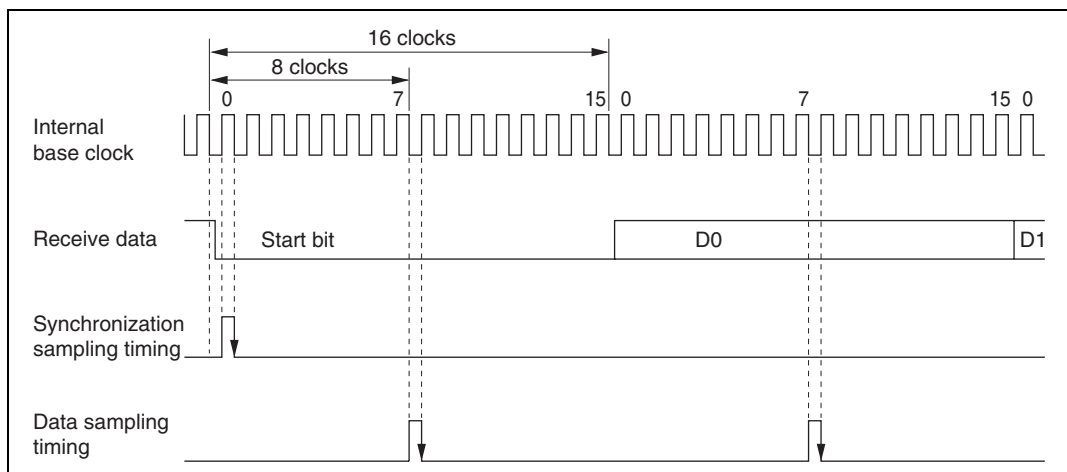 16 clocks
8 clocks
0 7 15 0 7 15 0
Internal
base clock
Receive data Start bit D0 D1
Synchronization
sampling timing
Data sampling
timing